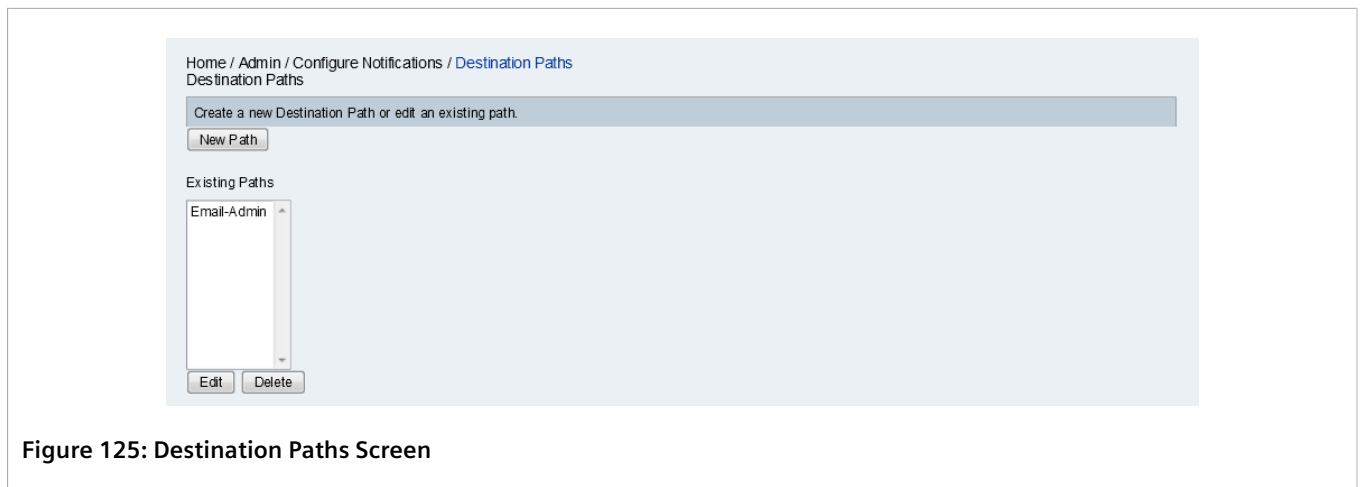 Home / Admin / Configure Notifications / Destination Paths
Destination Paths
Create a new Destination Path or edit an existing path.
New Path
Existing Paths
Email-Admin
Edit Delete
Figure 125: Destination Paths Screen